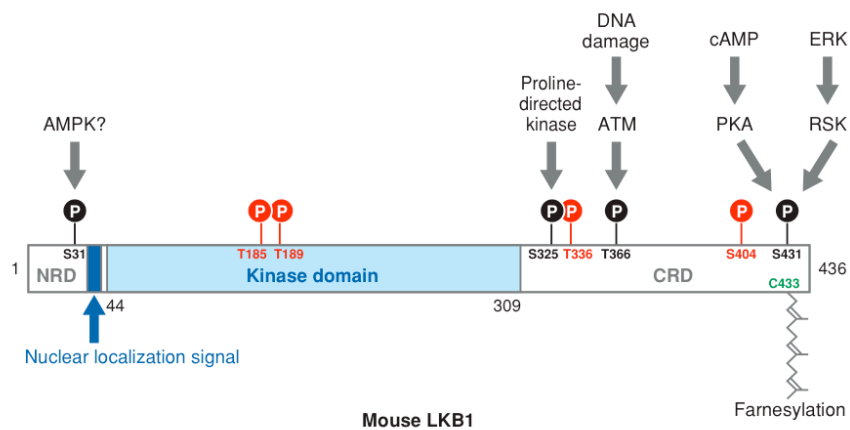 DNA
damage
cAMP
ERK
Proline-
directed
kinase
AMPK?
ATM
PKA
RSK
P
P
P
P
P
P
P
P
S31
T185
T189
S325
T336
T366
S404
S431
1
NRD
Kinase domain
CRD
436
C433
44
309
Nuclear localization signal
Farnesylation
Mouse LKB1